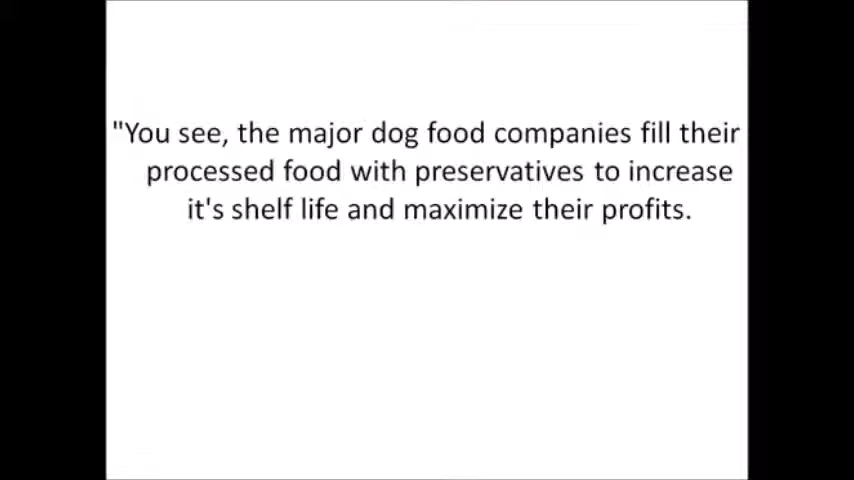 "You see, the major dog food companies fill their
processed food with preservatives to increase
it's shelf life and maximize their profits.